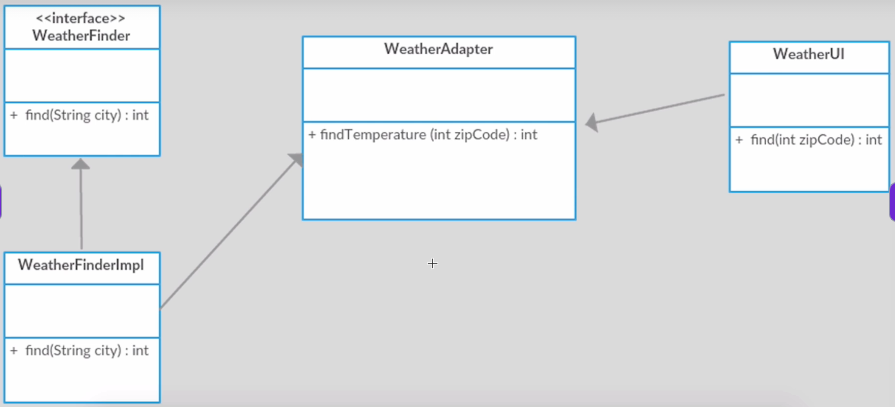 <<interface>>
WeatherFinder
+ find(String city) : int
WeatherAdapter
+ findTemperature (int zipCode) : int
WeatherUI
+ find(int zipCode) : int
WeatherFinderImpl
+ find(String city) : int